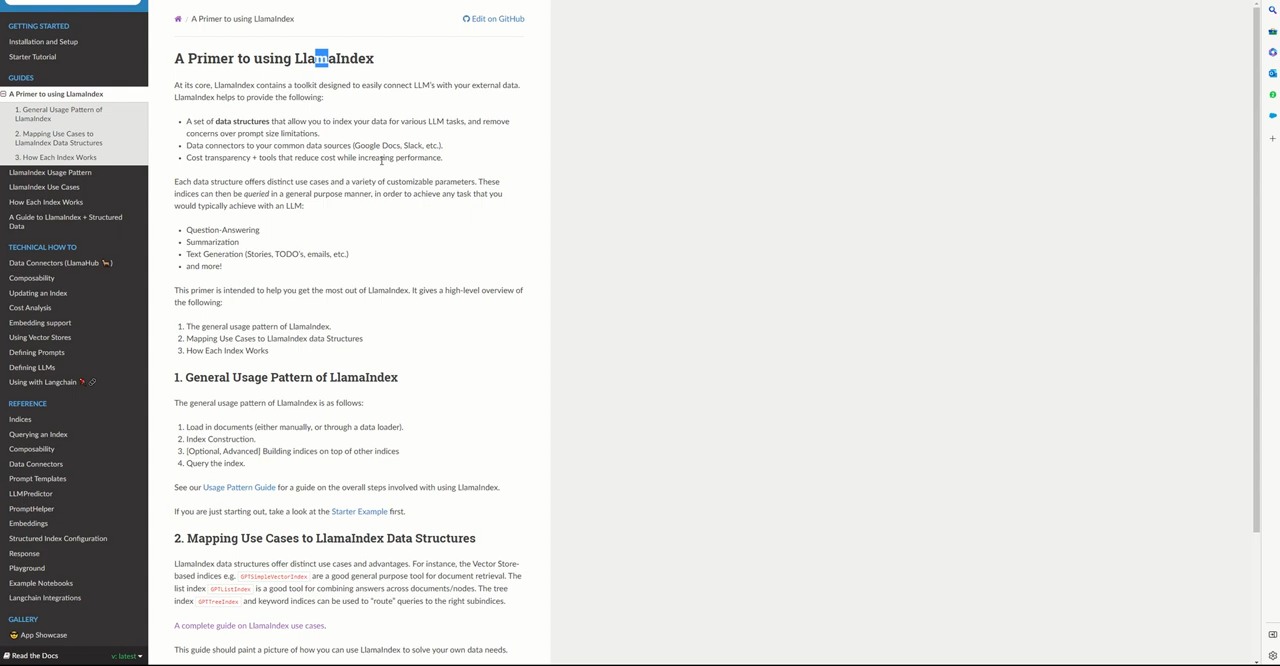 GETTING STARTED
Installation and Setup
Starter Tutorial
GUIDES
A Primer to using LlamaIndex
1. General Usage Pattern of
LlamaIndex
2. Mapping Use Cases to
LlamaIndex Data Structures
3. How Each Index Works
LlamaIndex Usage Pattern
LlamaIndex Use Cases
How Each Index Works
A Guide to LlamaIndex + Structured
Data
TECHNICAL HOW TO
Data Connectors (LlamaHub 🦙)
Composability
Updating an Index
Cost Analysis
Embedding support
Using Vector Stores
Defining Prompts
Defining LLMs
Using with Langchain 🦜 🔗
REFERENCE
Indices
Querying an Index
Composability
Data Connectors
Prompt Templates
LLMPredictor
PromptHelper
Embeddings
Structured Index Configuration
Response
Playground
Example Notebooks
Langchain Integrations
GALLERY
😎 App Showcase
Read the Docs v: latest
/ A Primer to using LlamaIndex Edit on GitHub
A Primer to using LlamaIndex
At its core, LlamaIndex contains a toolkit designed to easily connect LLM's with your external data.
LlamaIndex helps to provide the following:
• A set of data structures that allow you to index your data for various LLM tasks, and remove
concerns over prompt size limitations.
• Data connectors to your common data sources (Google Docs, Slack, etc.).
• Cost transparency + tools that reduce cost while increasing performance.
Each data structure offers distinct use cases and a variety of customizable parameters. These
indices can then be queried in a general purpose manner, in order to achieve any task that you
would typically achieve with an LLM:
• Question-Answering
• Summarization
• Text Generation (Stories, TODO's, emails, etc.)
• and more!
This primer is intended to help you get the most out of LlamaIndex. It gives a high-level overview of
the following:
1. The general usage pattern of LlamaIndex.
2. Mapping Use Cases to LlamaIndex data Structures
3. How Each Index Works
1. General Usage Pattern of LlamaIndex
The general usage pattern of LlamaIndex is as follows:
1. Load in documents (either manually, or through a data loader).
2. Index Construction.
3. [Optional, Advanced] Building indices on top of other indices
4. Query the index.
See our Usage Pattern Guide for a guide on the overall steps involved with using LlamaIndex.
If you are just starting out, take a look at the Starter Example first.
2. Mapping Use Cases to LlamaIndex Data Structures
LlamaIndex data structures offer distinct use cases and advantages. For instance, the Vector Store-
based indices e.g. GPTSimpleVectorIndex are a good general purpose tool for document retrieval. The
list index GPTListIndex is a good tool for combining answers across documents/nodes. The tree
index GPTTreeIndex and keyword indices can be used to "route" queries to the right subindices.
A complete guide on LlamaIndex use cases.
This guide should paint a picture of how you can use LlamaIndex to solve your own data needs.